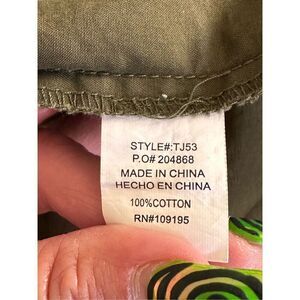 STYLE#:TJ53
P.O# 204868
MADE IN CHINA
HECHO EN CHINA
100%COTTON
RN#109195